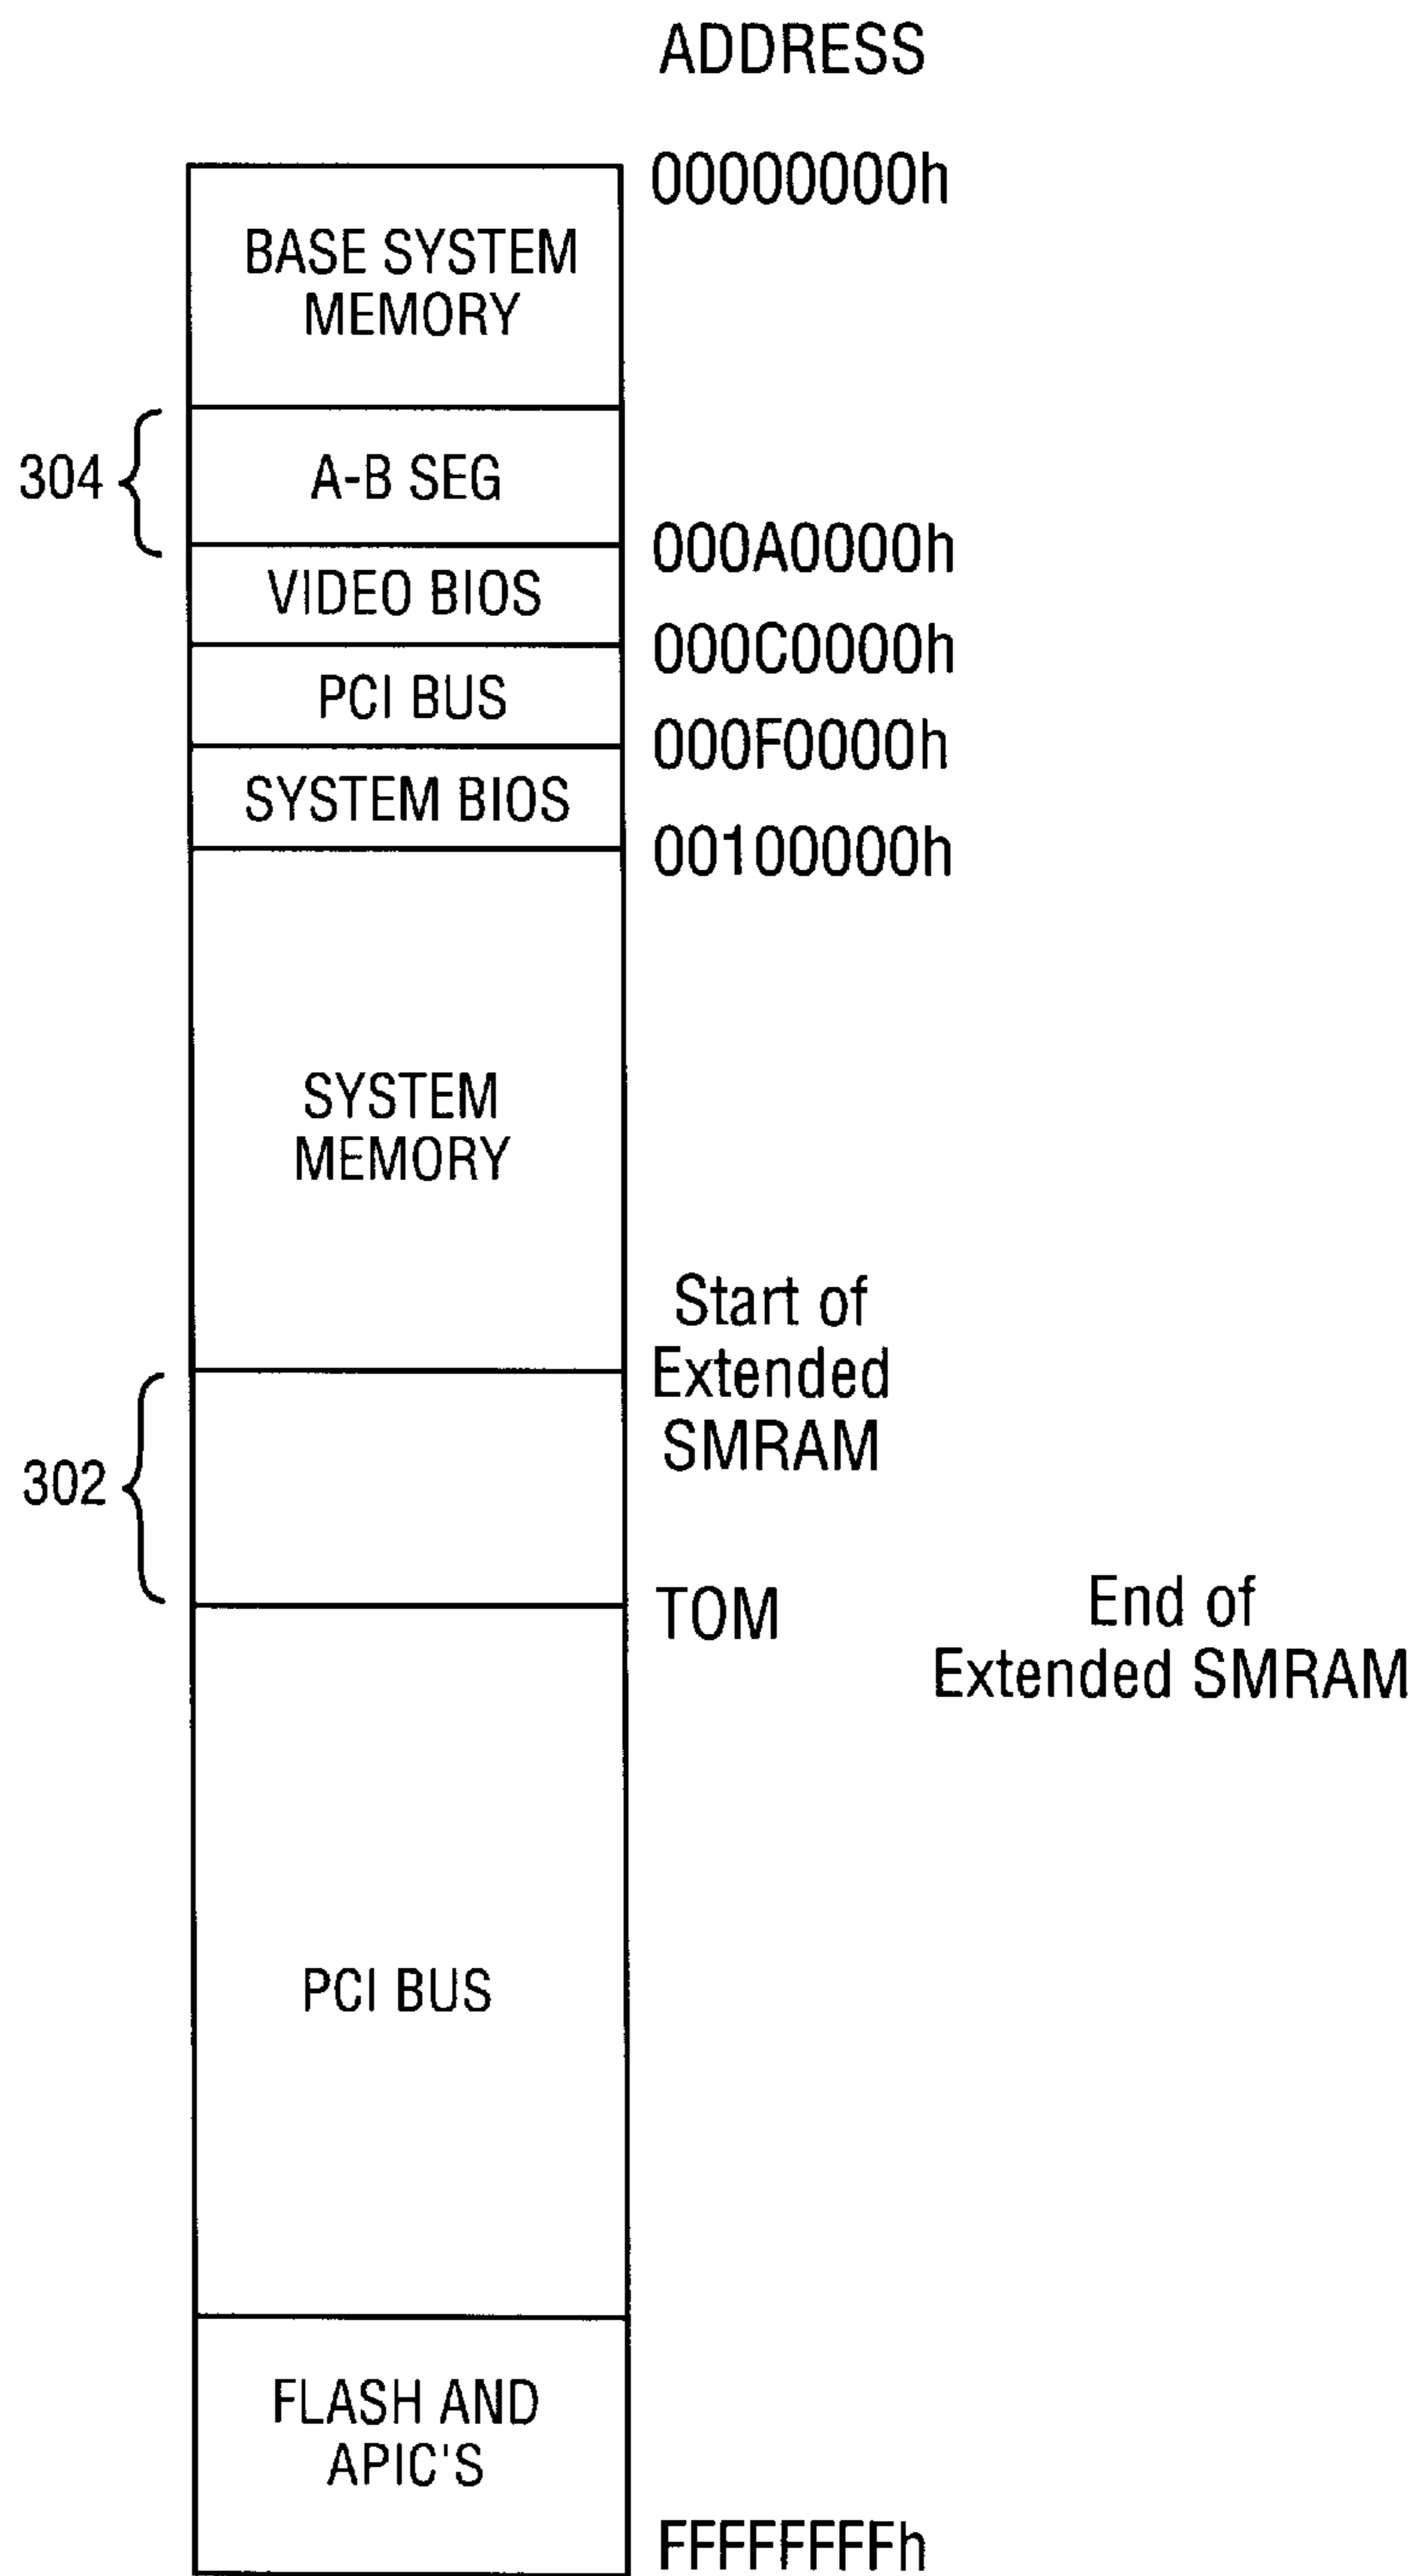 ADDRESS
00000000h
BASE SYSTEM
MEMORY
304
A-B SEG
000A0000h
VIDEO BIOS
000C0000h
PCI BUS
000F0000h
SYSTEM BIOS
00100000h
SYSTEM
MEMORY
Start of
Extended
SMRAM
302
TOM
End of
Extended SMRAM
PCI BUS
FLASH AND
APIC'S
FFFFFFFFh